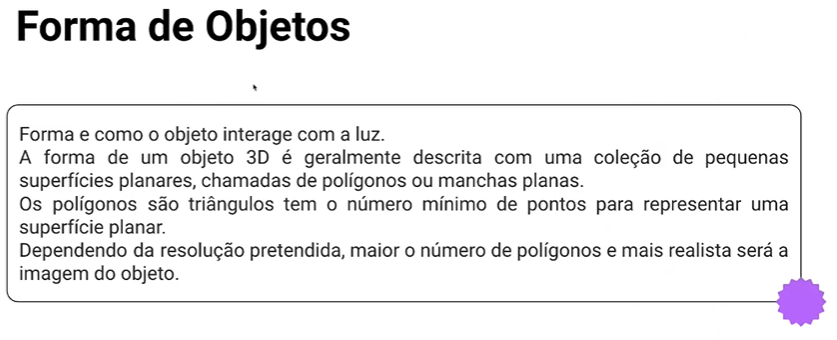 Forma de Objetos
Forma e como o objeto interage com a luz.
A forma de um objeto 3D é geralmente descrita com uma coleção de pequenas
superfícies planares, chamadas de polígonos ou manchas planas.
Os polígonos são triângulos tem o número mínimo de pontos para representar uma
superfície planar.
Dependendo da resolução pretendida, maior o número de polígonos e mais realista será a
imagem do objeto.